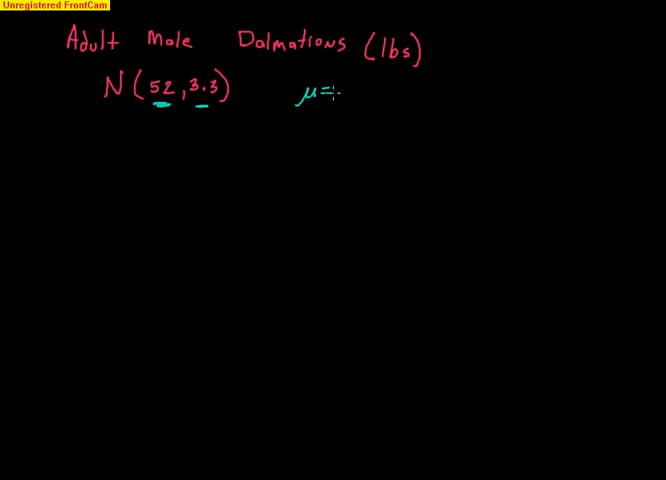 Unregistered FrontCam
Adult Male Dalmations (lbs)
N(52,3.3) μ=